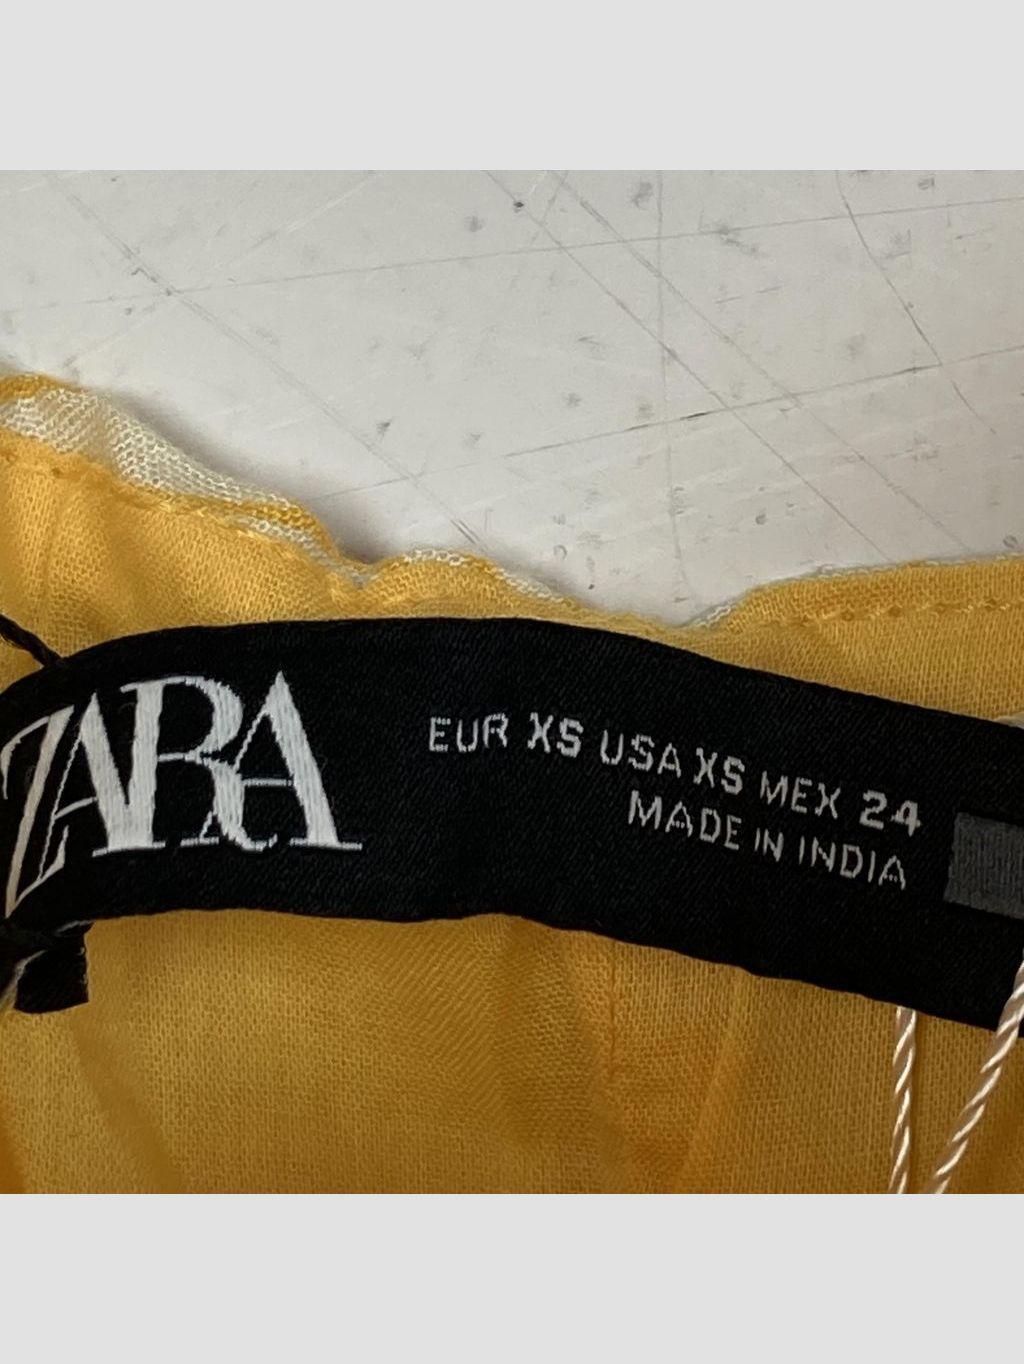 ZARA
EUR XS USA XS MEX 24
MADE IN INDIA